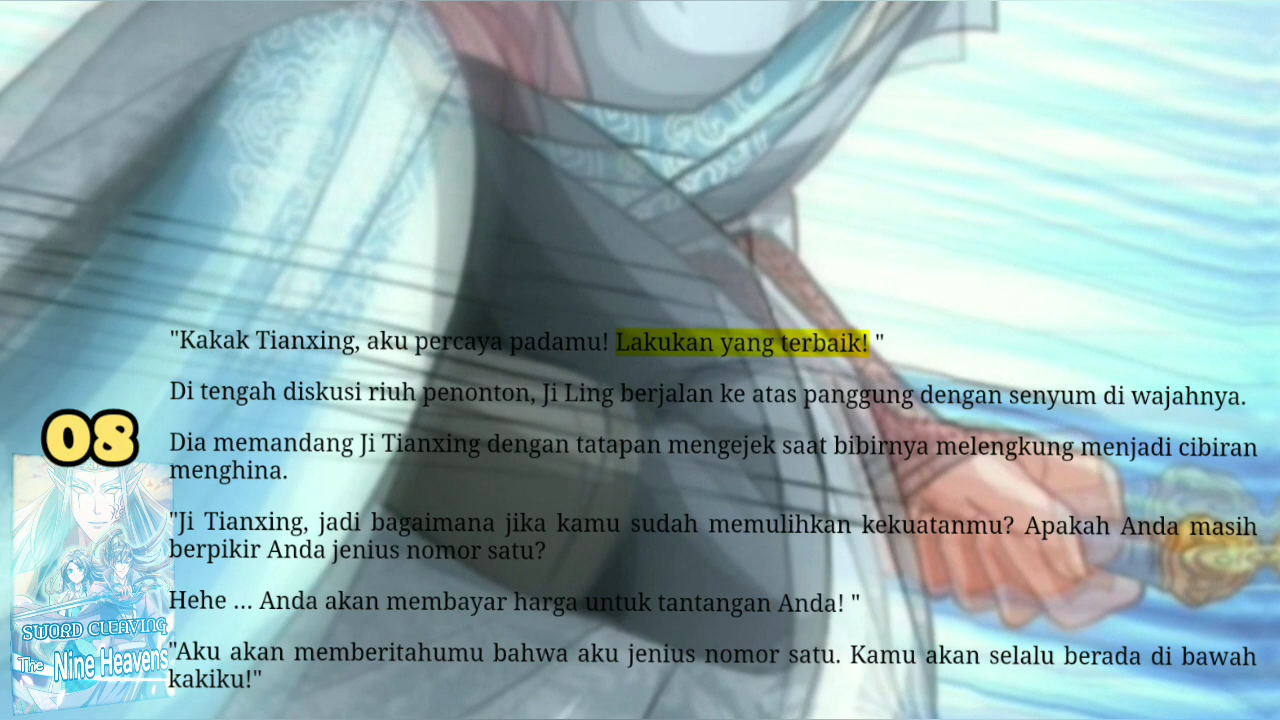 "Kakak Tianxing, aku percaya padamu! Lakukan yang terbaik! "
Di tengah diskusi riuh penonton, Ji Ling berjalan ke atas panggung dengan senyum di wajahnya.
Dia memandang Ji Tianxing dengan tatapan mengejek saat bibirnya melengkung menjadi cibiran
menghina.
"Ji Tianxing, jadi bagaimana jika kamu sudah memulihkan kekuatanmu? Apakah Anda masih
berpikir Anda jenius nomor satu?
Hehe ... Anda akan membayar harga untuk tantangan Anda! "
"Aku akan memberitahumu bahwa aku jenius nomor satu. Kamu akan selalu berada di bawah
kakiku!"
08
SWORD CLEAVING
The Nine Heavens